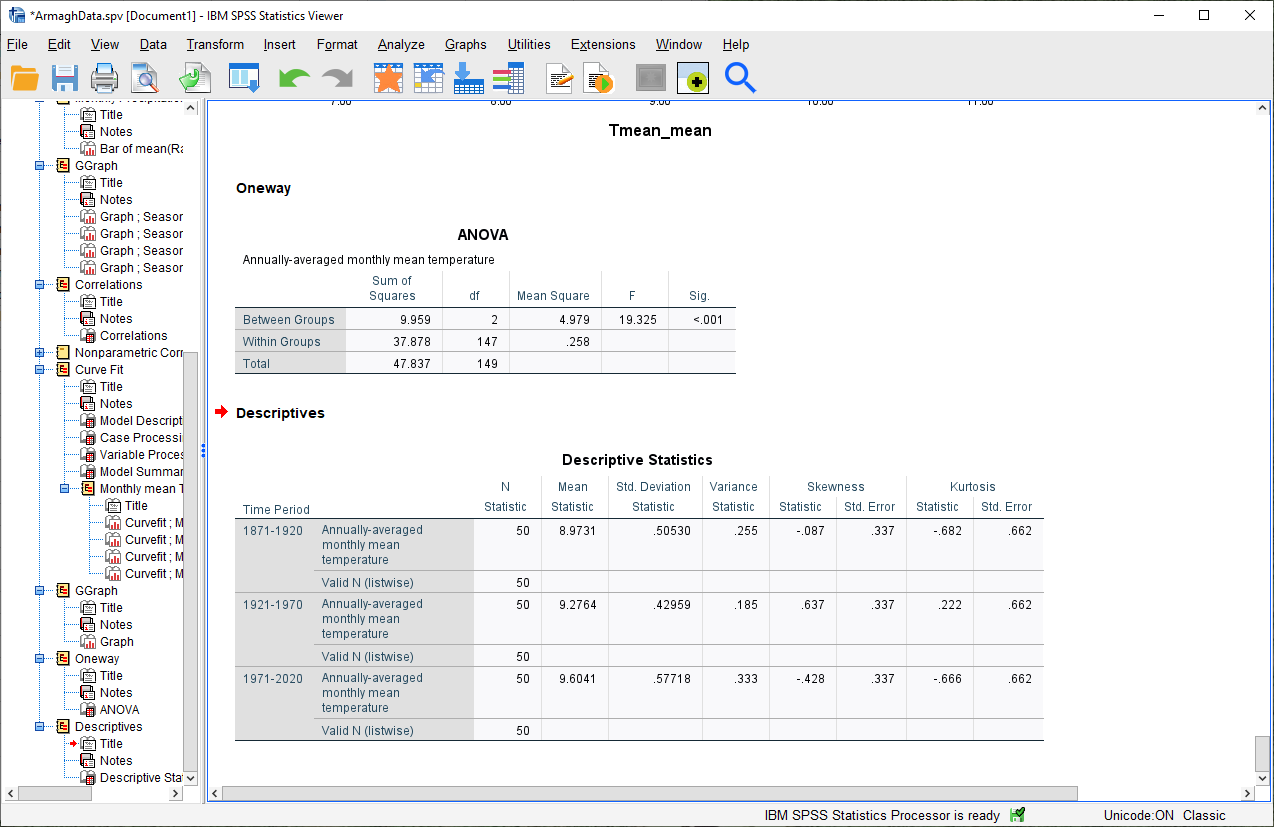 *ArmaghData.spv [Document1] - IBM SPSS Statistics Viewer
File Edit View Data Transform Insert Format Analyze Graphs Utilities Extensions Window Help
Title
Notes
Bar of mean(Ra
GGraph
Title
Notes
Graph ; Season
Graph ; Season
Graph ; Season
Graph ; Season
Correlations
Title
Notes
Correlations
Nonparametric Corr
Curve Fit
Title
Notes
Model Descript
Case Processi
Variable Proces
Model Summar
Monthly mean T
Title
Curvefit ; M
Curvefit ; M
Curvefit ; M
Curvefit ; M
GGraph
Title
Notes
Graph
Oneway
Title
Notes
ANOVA
Descriptives
Title
Notes
Descriptive Stat
7.00 8.00 9.00 10.00 11.00
Tmean_mean
Oneway
ANOVA
Annually-averaged monthly mean temperature
Sum of
Squares df Mean Square F Sig.
Between Groups 9.959 2 4.979 19.325 <.001
Within Groups 37.878 147 .258
Total 47.837 149
Descriptives
Descriptive Statistics
N Mean Std. Deviation Variance Skewness Kurtosis
Time Period Statistic Statistic Statistic Statistic Statistic Std. Error Statistic Std. Error
1871-1920 Annually-averaged 50 8.9731 .50530 .255 -.087 .337 -.682 .662
monthly mean
temperature
Valid N (listwise) 50
1921-1970 Annually-averaged 50 9.2764 .42959 .185 .637 .337 .222 .662
monthly mean
temperature
Valid N (listwise) 50
1971-2020 Annually-averaged 50 9.6041 .57718 .333 -.428 .337 -.666 .662
monthly mean
temperature
Valid N (listwise) 50
IBM SPSS Statistics Processor is ready Unicode:ON Classic